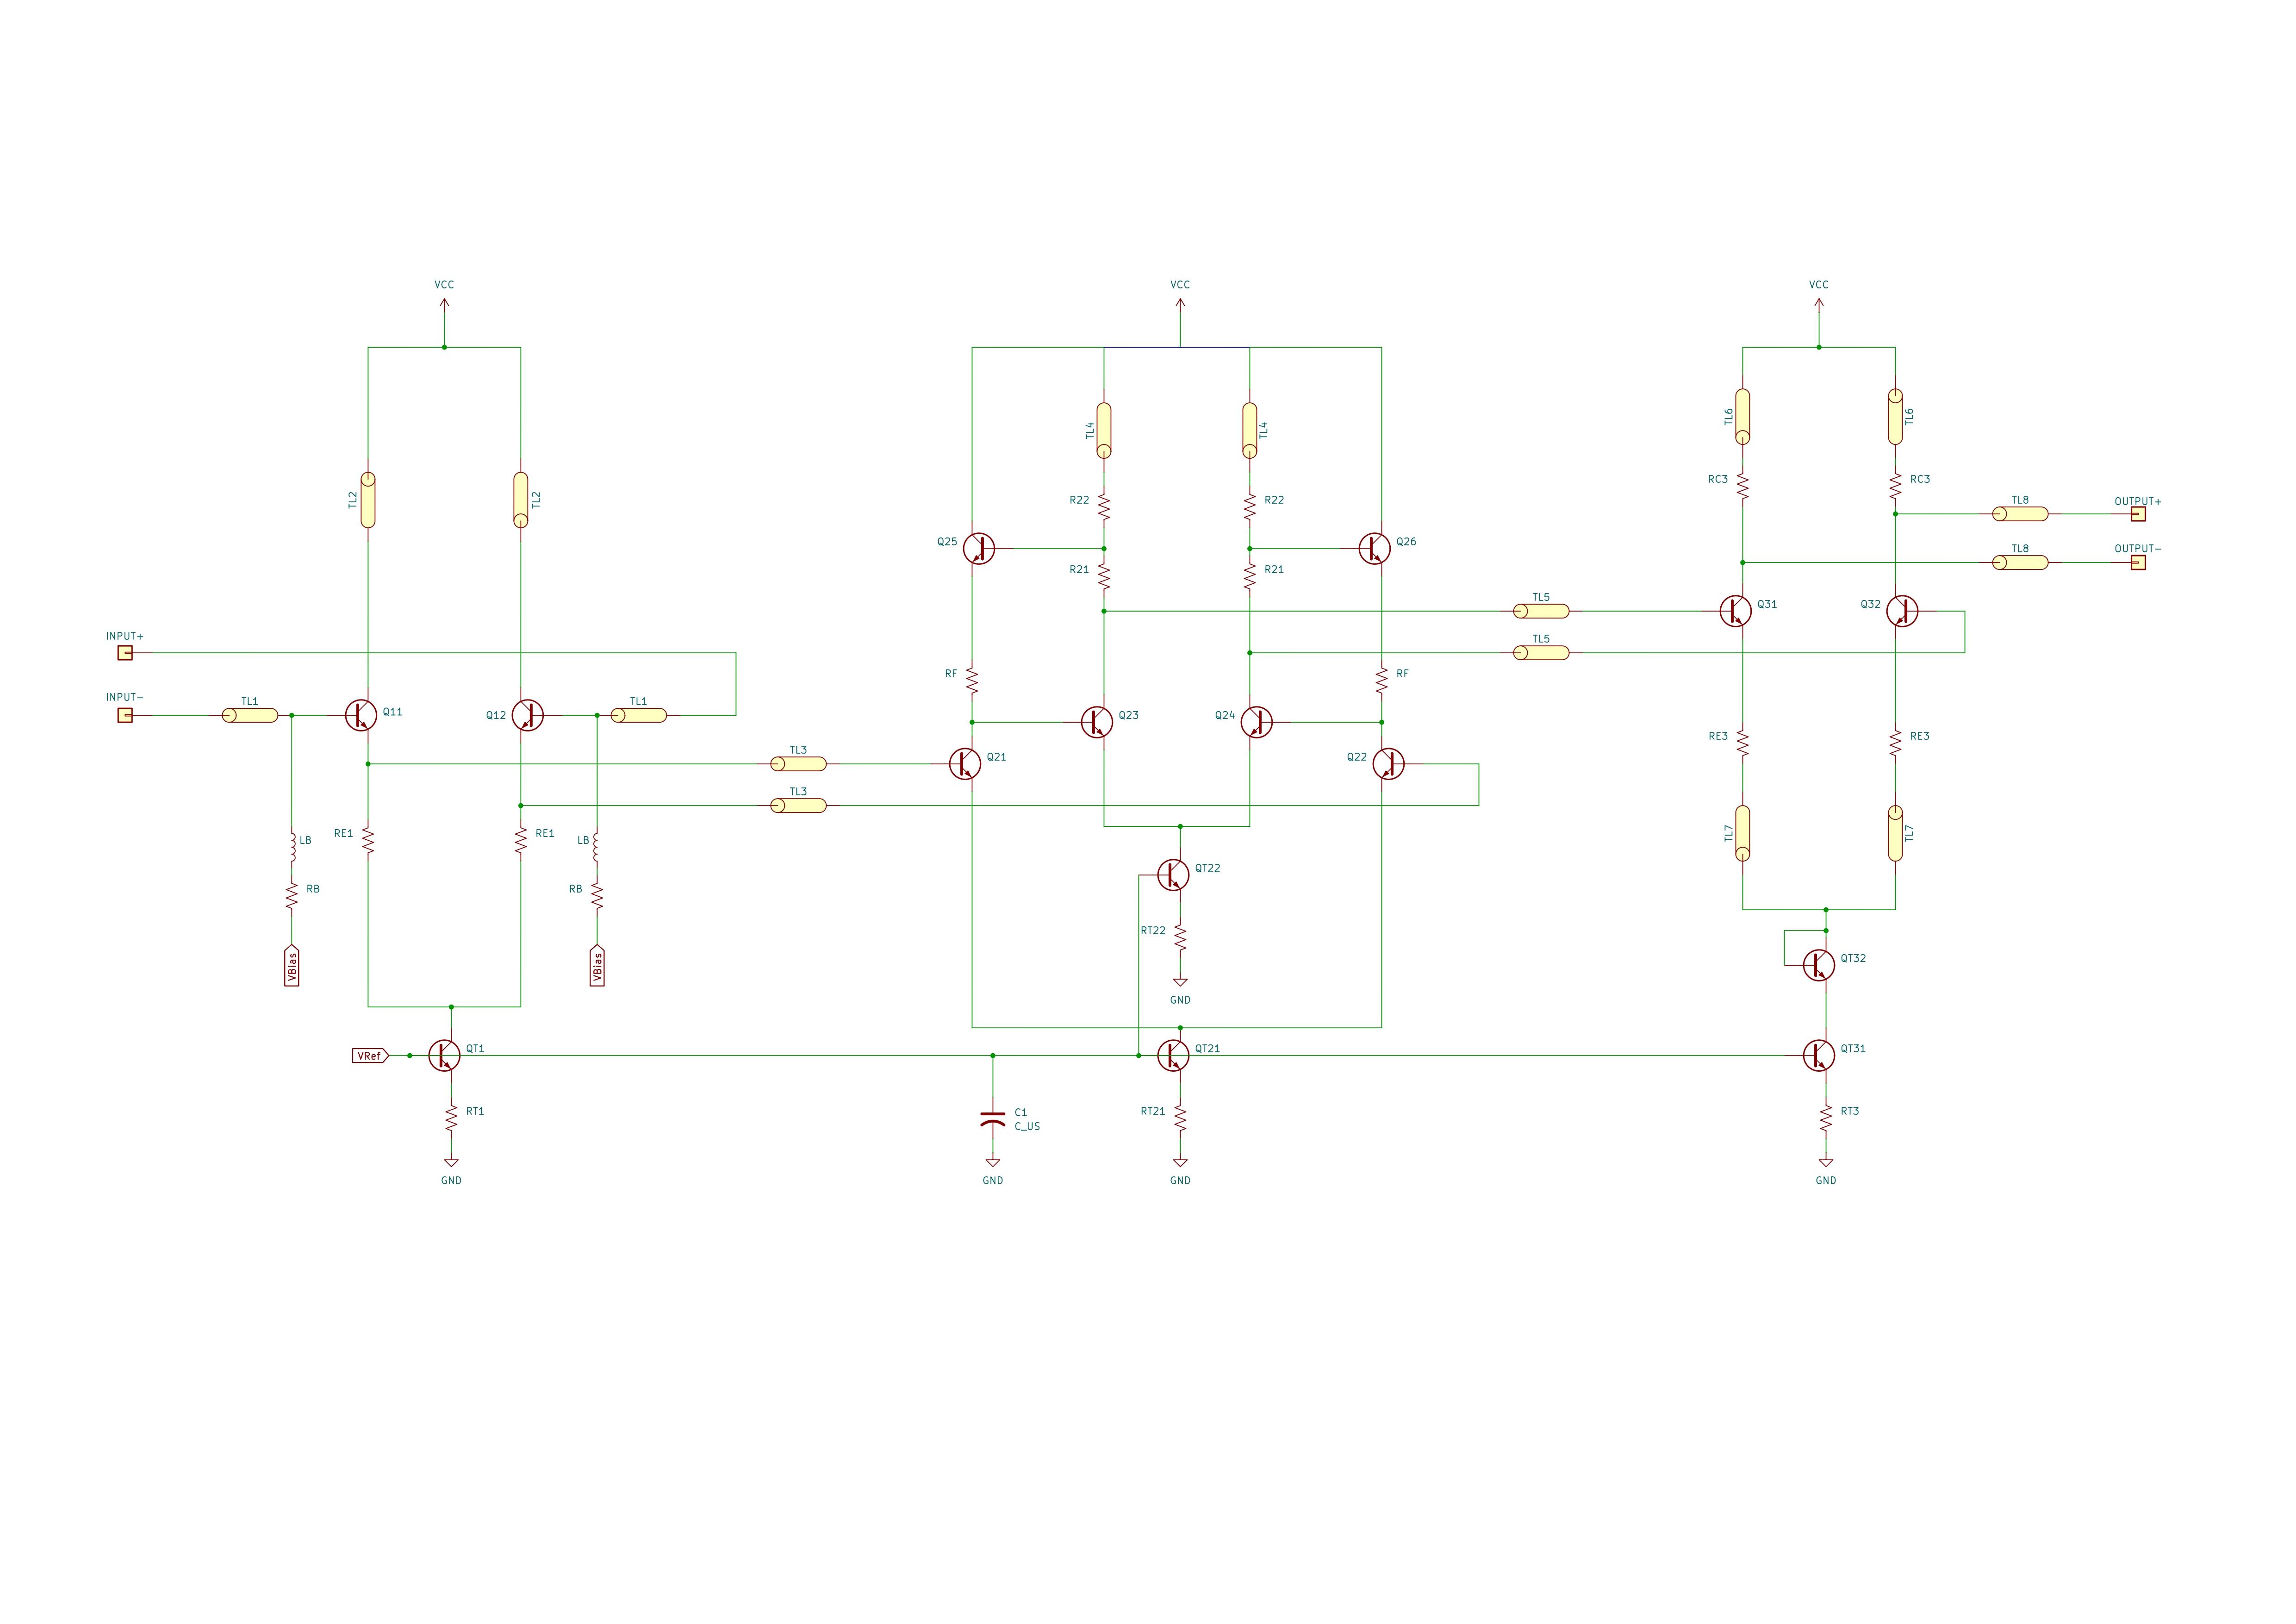 VCC
VCC
VCC
TL6
TL6
TL4
TL4
RC3
RC3
TL2
TL2
R22
R22
TL8
OUTPUT+
Q25
Q26
TL8
OUTPUT-
R21
R21
TL5
Q31
Q32
INPUT+
TL5
RF
RF
INPUT-
TL1
Q11
Q12
TL1
Q23
Q24
TL3
Q21
Q22
RE3
RE3
TL3
RE1
RE1
TL7
TL7
LB
LB
QT22
RB
RB
RT22
VBias
VBias
QT32
GND
VRef
QT1
QT21
QT31
RT1
C1
C_US
RT21
RT3
GND
GND
GND
GND